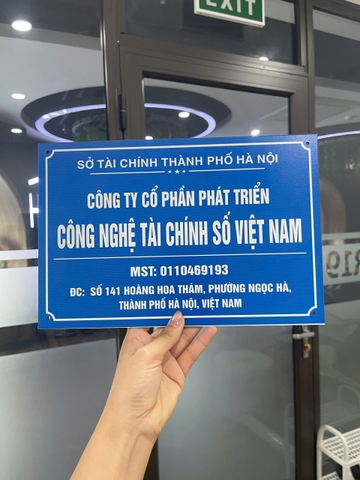 EXIT
SỞ TÀI CHÍNH THÀNH PHỐ HÀ NỘI
CÔNG TY CỔ PHẦN PHÁT TRIỂN
CÔNG NGHỆ TÀI CHÍNH SỐ VIỆT NAM
MST: 0110469193
ĐC: SỐ 141 HOÀNG HOA THÁM, PHƯỜNG NGỌC HÀ,
THÀNH PHỐ HÀ NỘI, VIỆT NAM